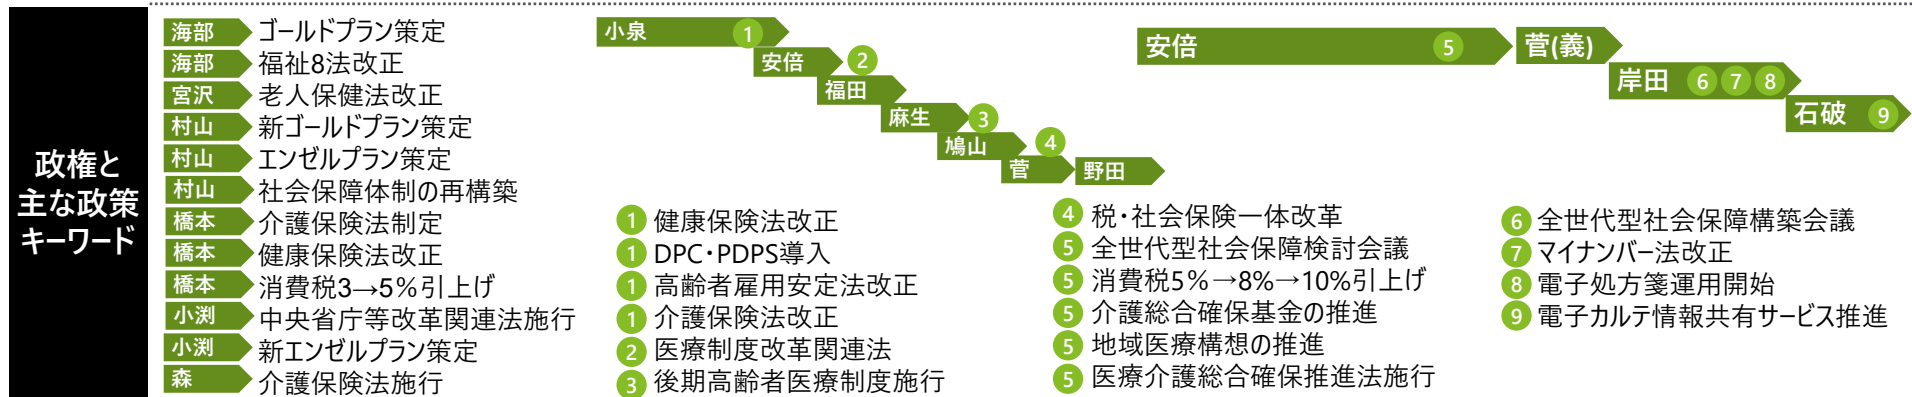 政権と
主な政策
キーワード
海部 ゴールドプラン策定
海部 福祉8法改正
宮沢 老人保健法改正
村山 新ゴールドプラン策定
村山 エンゼルプラン策定
村山 社会保障体制の再構築
橋本 介護保険法制定
橋本 健康保険法改正
橋本 消費税3→5%引上げ
小渕 中央省庁等改革関連法施行
小渕 新エンゼルプラン策定
森 介護保険法施行
小泉 1
安倍 2
福田
麻生 3
鳩山
菅 4
野田
安倍 5
菅(義)
岸田 6 7 8
石破 9
1 健康保険法改正
1 DPC・PDPS導入
1 高齢者雇用安定法改正
1 介護保険法改正
2 医療制度改革関連法
3 後期高齢者医療制度施行
4 税・社会保険一体改革
5 全世代型社会保障検討会議
5 消費税5%→8%→10%引上げ
5 介護総合確保基金の推進
5 地域医療構想の推進
5 医療介護総合確保推進法施行
6 全世代型社会保障構築会議
7 マイナンバー法改正
8 電子処方箋運用開始
9 電子カルテ情報共有サービス推進